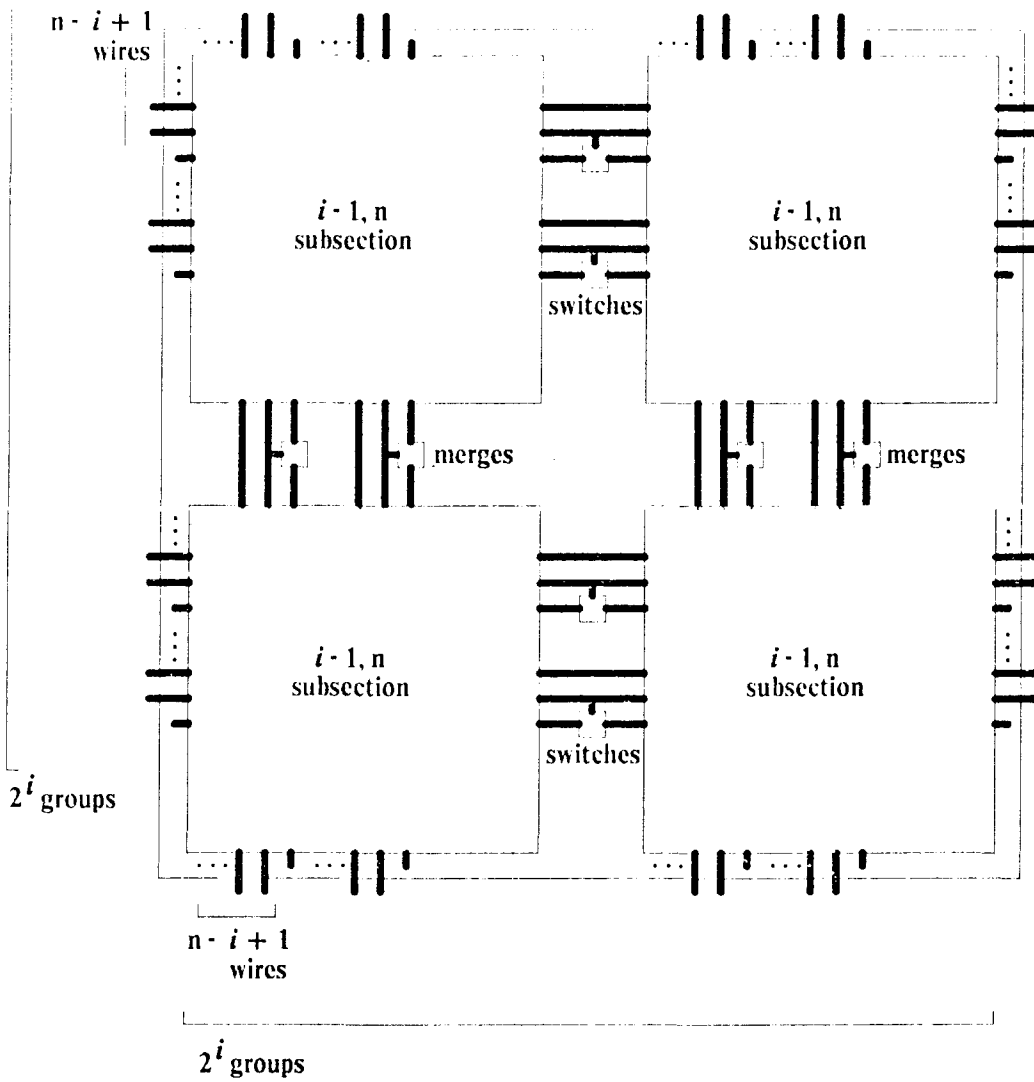 n - i + 1
wires
i - 1, n
subsection
i - 1, n
subsection
switches
merges
merges
i - 1, n
subsection
i - 1, n
subsection
switches
2^i groups
n - i + 1
wires
2^i groups